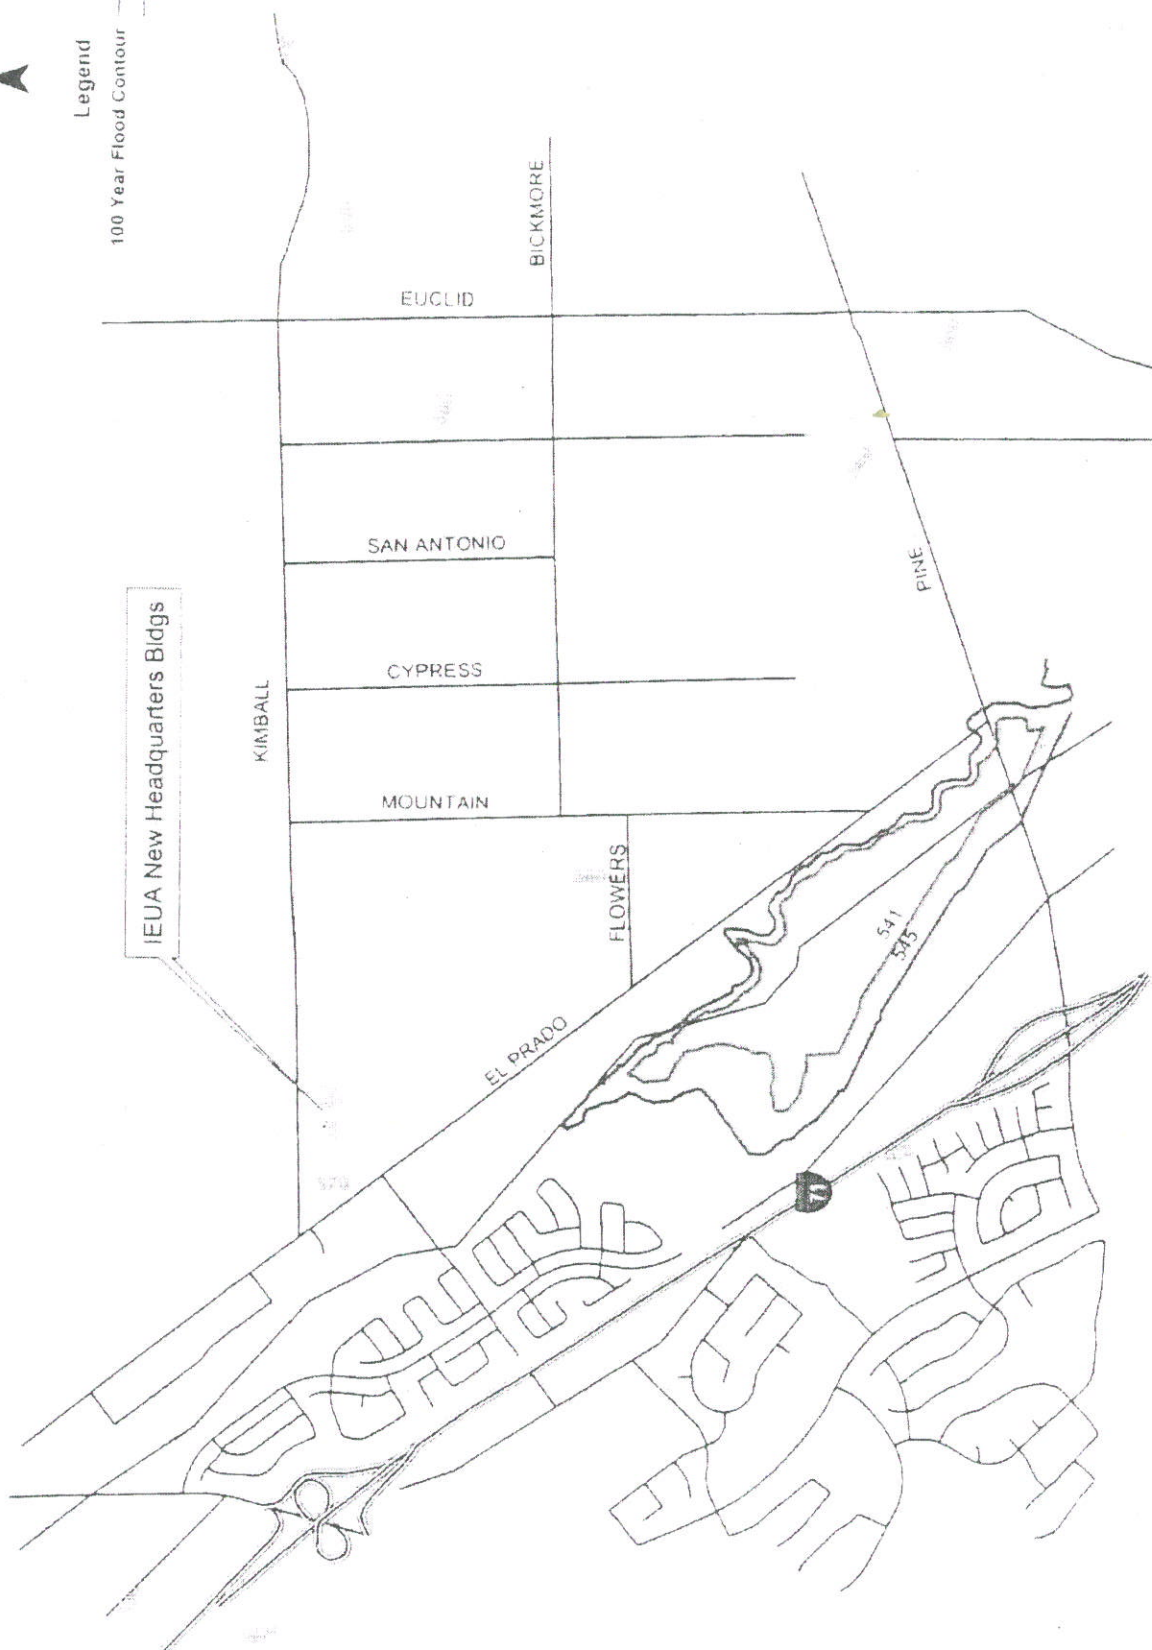 Legend
100 Year Flood Contour
IEUA New Headquarters Bldgs
KIMBALL
BICKMORE
EUCLID
SAN ANTONIO
CYPRESS
MOUNTAIN
FLOWERS
PINE
EL PRADO
541
545